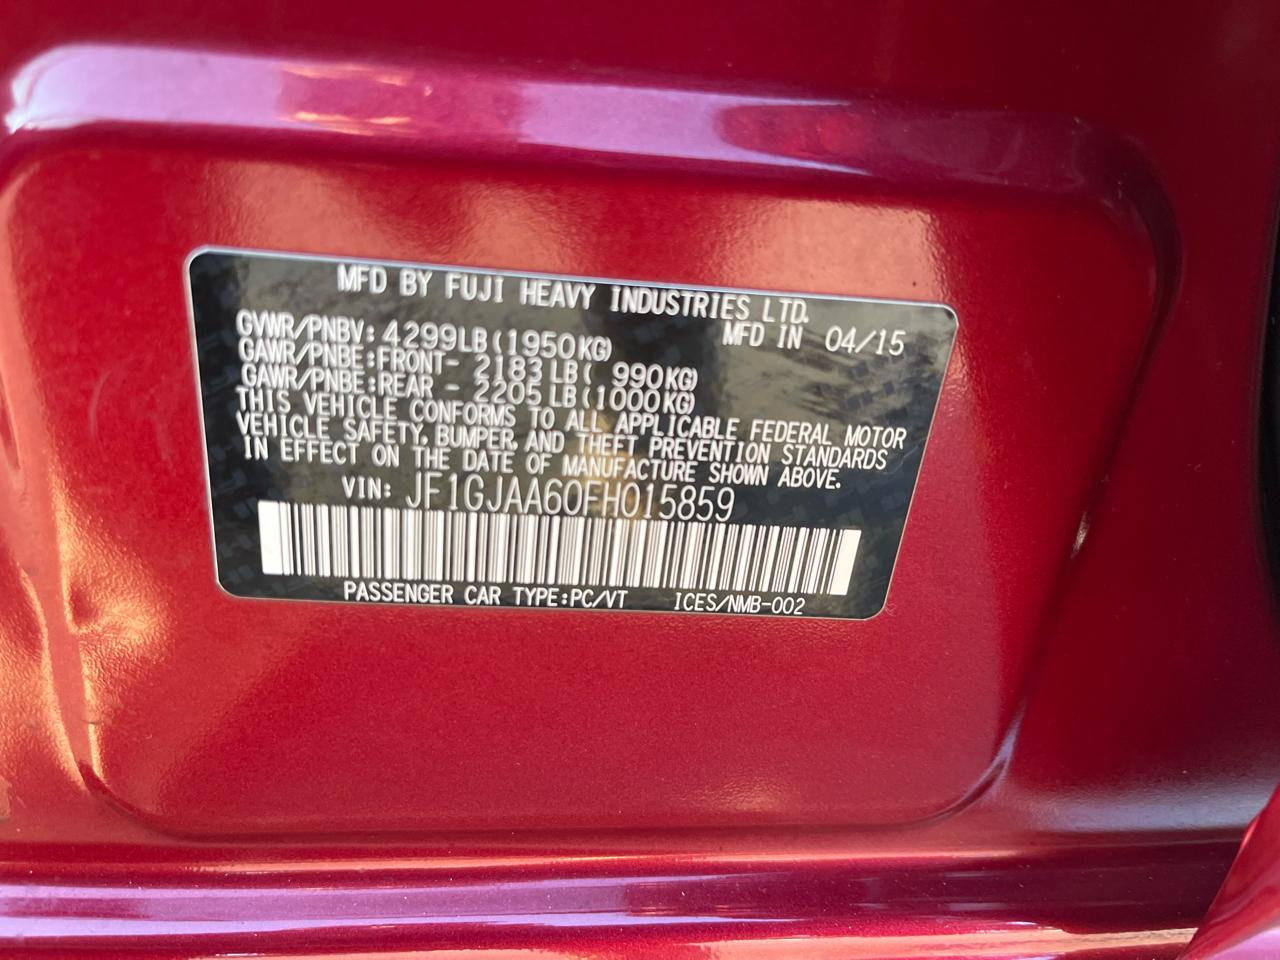 MFD BY FUJI HEAVY INDUSTRIES LTD.
MFD IN 04/15
GVWR/PNBV: 4299LB(1950KG)
GAWR/PNBE:FRONT- 2183LB( 990KG)
GAWR/PNBE:REAR - 2205LB(1000KG)
THIS VEHICLE CONFORMS TO ALL APPLICABLE FEDERAL MOTOR
VEHICLE SAFETY, BUMPER, AND THEFT PREVENTION STANDARDS
IN EFFECT ON THE DATE OF MANUFACTURE SHOWN ABOVE.
VIN: JF1GJAA60FH015859
PASSENGER CAR TYPE:PC/VT ICES/NMB-002